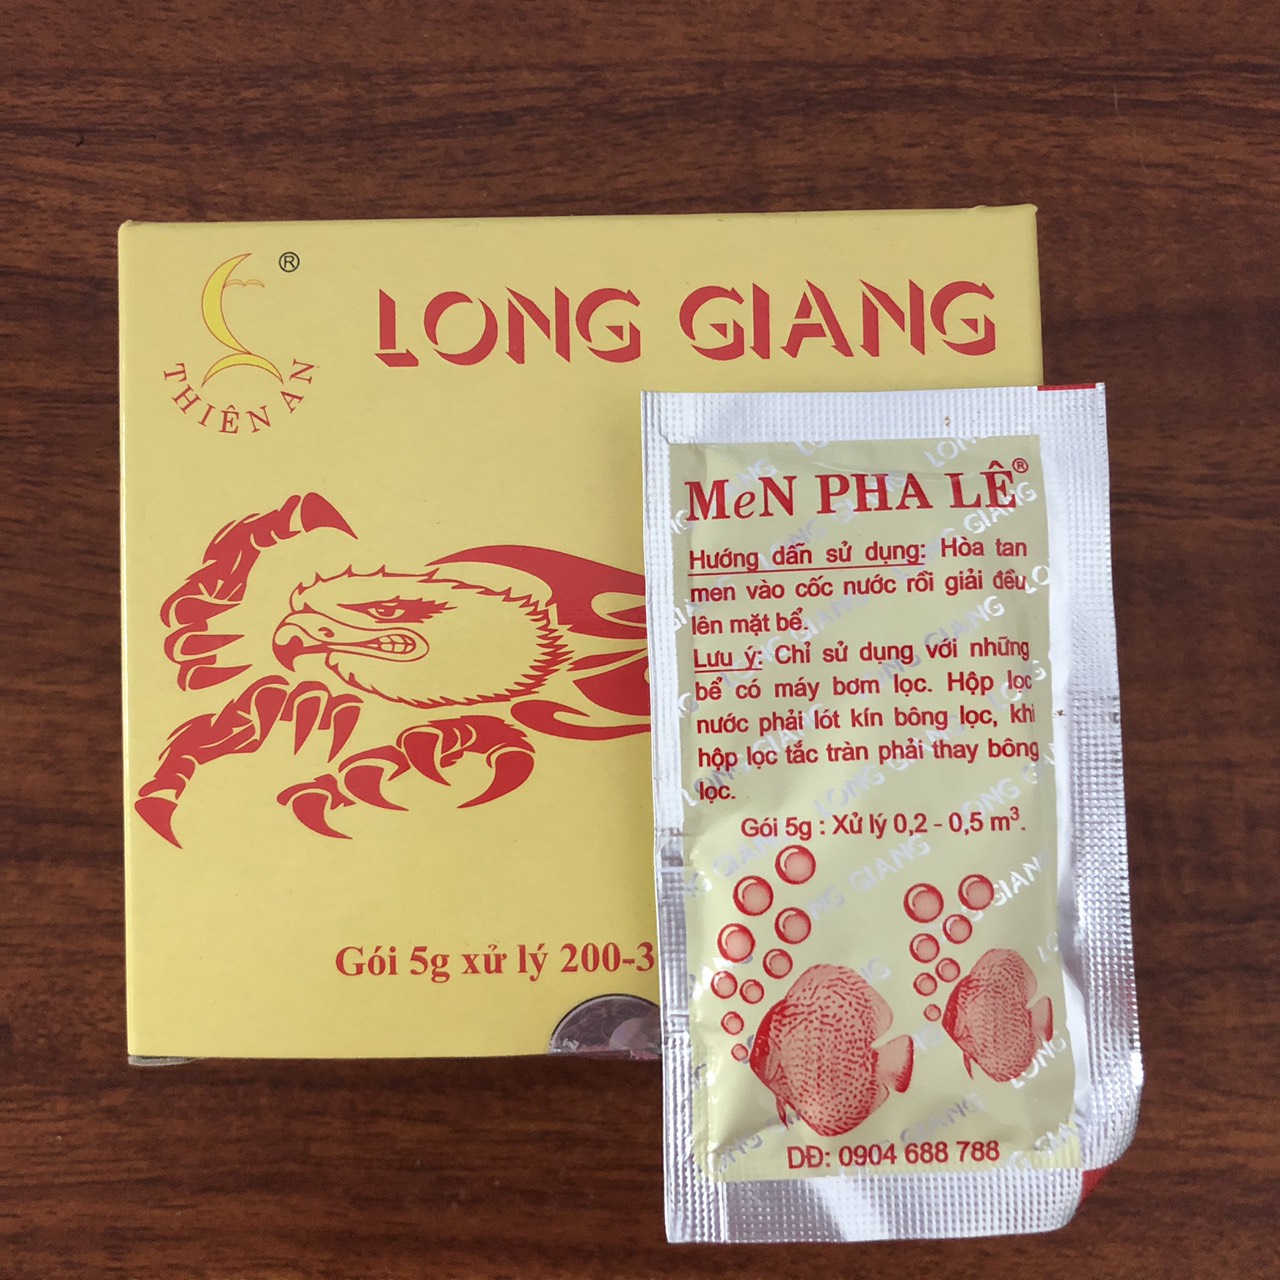 ®
LONG GIANG
THIÊN AN
Gói 5g xử lý 200-3
MeN PHA LÊ®
Hướng dẫn sử dụng: Hòa tan
men vào cốc nước rồi giải đều
lên mặt bể.
Lưu ý: Chỉ sử dụng với những
bể có máy bơm lọc. Hộp lọc
nước phải lót kín bông lọc, khi
hộp lọc tắc tràn phải thay bông
lọc.
Gói 5g : Xử lý 0,2 - 0,5 m³.
DĐ: 0904 688 788